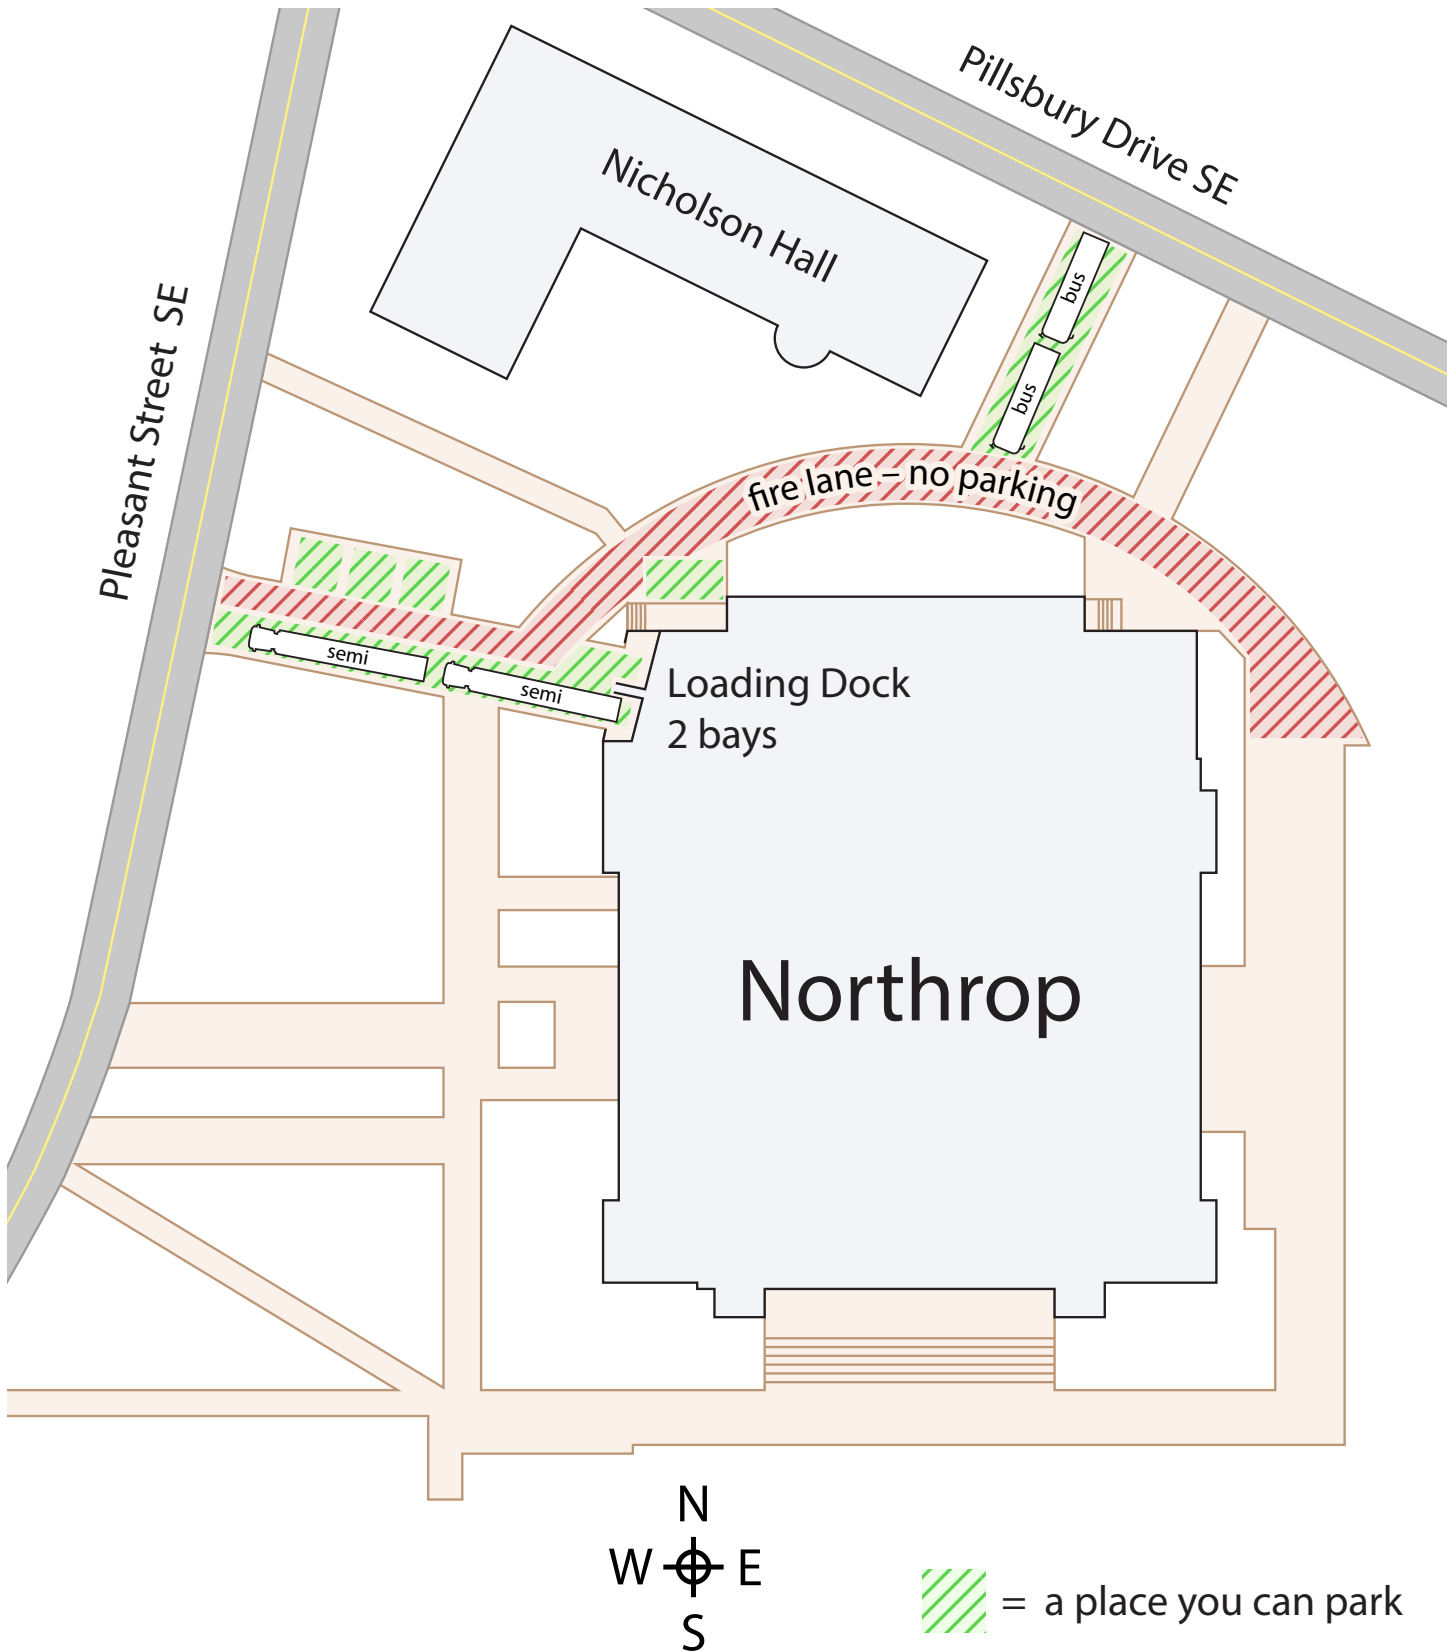 Pillsbury Drive SE
Nicholson Hall
bus
Pleasant Street SE
bus
fire lane – no parking
semi
semi
Loading Dock
2 bays
Northrop
N
W E
S
= a place you can park